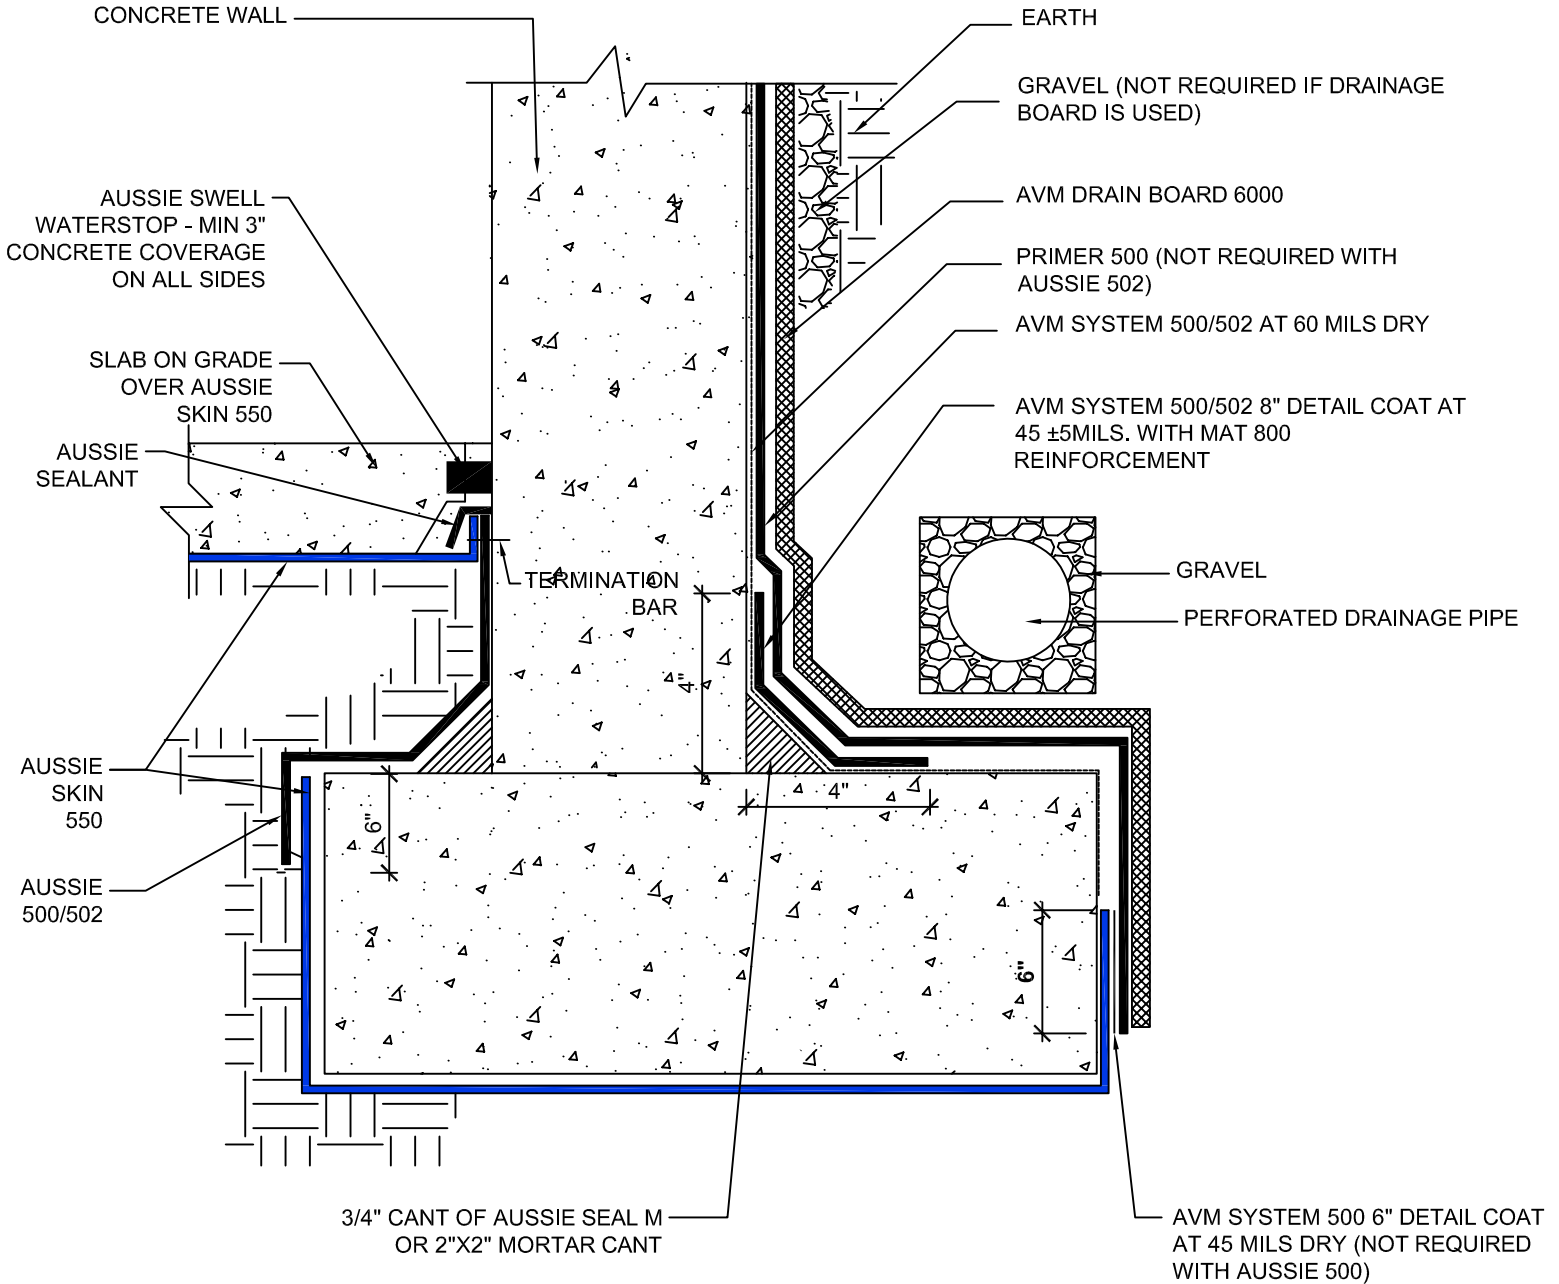 CONCRETE WALL
EARTH
GRAVEL (NOT REQUIRED IF DRAINAGE
BOARD IS USED)
AUSSIE SWELL
WATERSTOP - MIN 3"
CONCRETE COVERAGE
ON ALL SIDES
AVM DRAIN BOARD 6000
PRIMER 500 (NOT REQUIRED WITH
AUSSIE 502)
AVM SYSTEM 500/502 AT 60 MILS DRY
SLAB ON GRADE
OVER AUSSIE
SKIN 550
AVM SYSTEM 500/502 8" DETAIL COAT AT
45 ±5MILS. WITH MAT 800
REINFORCEMENT
AUSSIE
SEALANT
TERMINATION
BAR
GRAVEL
PERFORATED DRAINAGE PIPE
4"
AUSSIE
SKIN
550
4"
6"
AUSSIE
500/502
6"
3/4" CANT OF AUSSIE SEAL M
OR 2"X2" MORTAR CANT
AVM SYSTEM 500 6" DETAIL COAT
AT 45 MILS DRY (NOT REQUIRED
WITH AUSSIE 500)